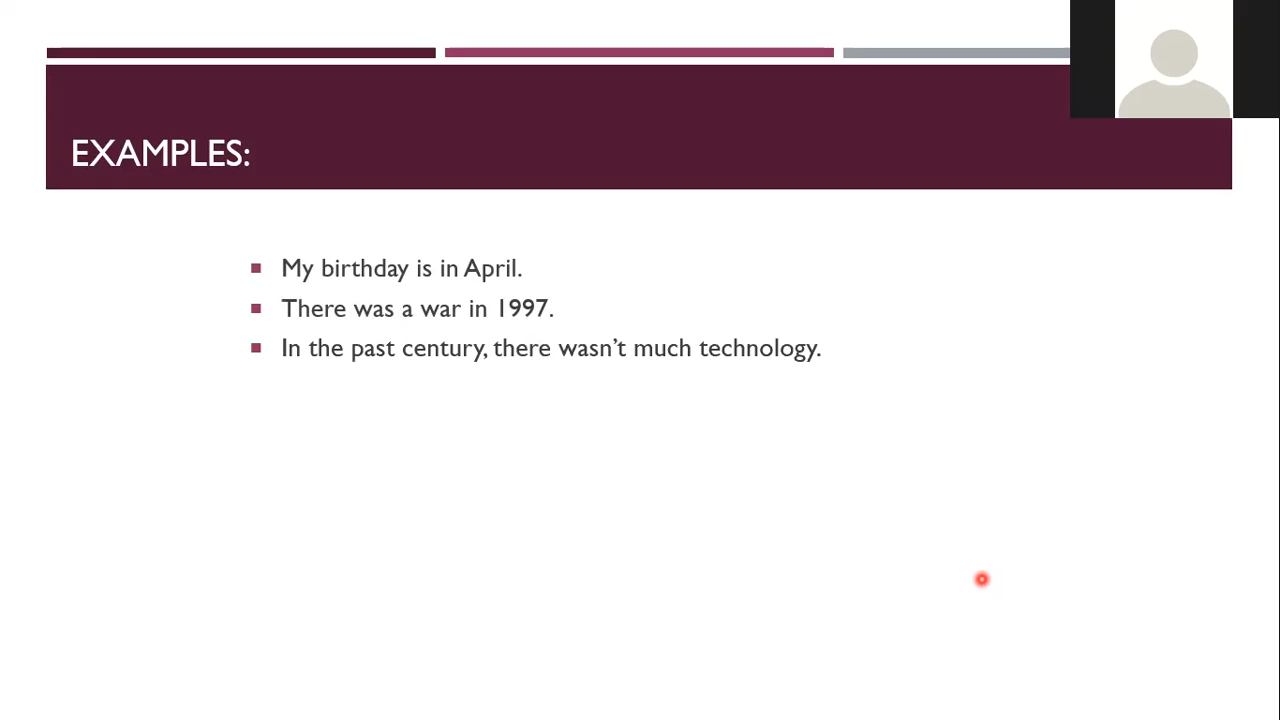 EXAMPLES:
My birthday is in April.
There was a war in 1997.
In the past century, there wasn’t much technology.